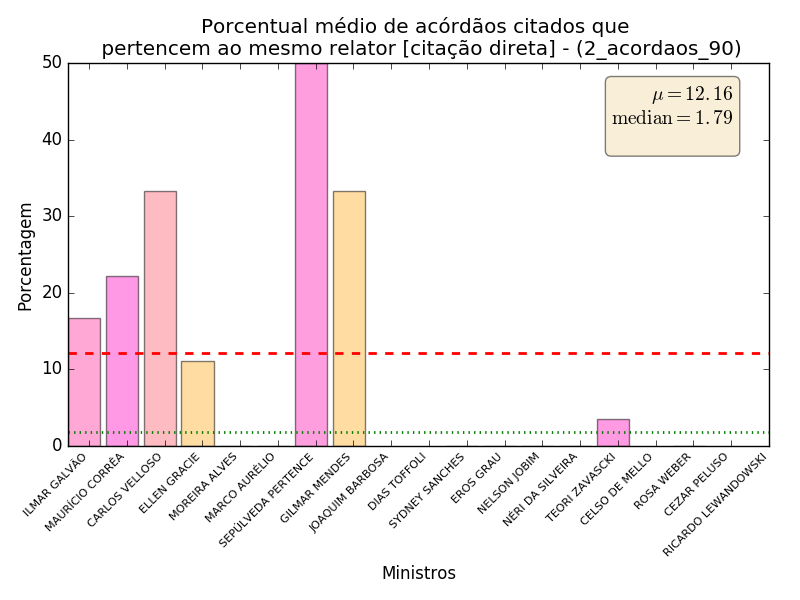 Porcentual médio de acórdãos citados que
pertencem ao mesmo relator [citação direta] - (2_acordaos_90)
μ = 12.16
median = 1.79
Porcentagem
50
40
30
20
10
0
ILMAR GALVÃO
MAURÍCIO CORRÊA
CARLOS VELLOSO
ELLEN GRACIE
MOREIRA ALVES
MARCO AURÉLIO
SEPÚLVEDA PERTENCE
GILMAR MENDES
JOAQUIM BARBOSA
DIAS TOFFOLI
SYDNEY SANCHES
EROS GRAU
NELSON JOBIM
NÉRI DA SILVEIRA
TEORI ZAVASCKI
CELSO DE MELLO
ROSA WEBER
CEZAR PELUSO
RICARDO LEWANDOWSKI
Ministros